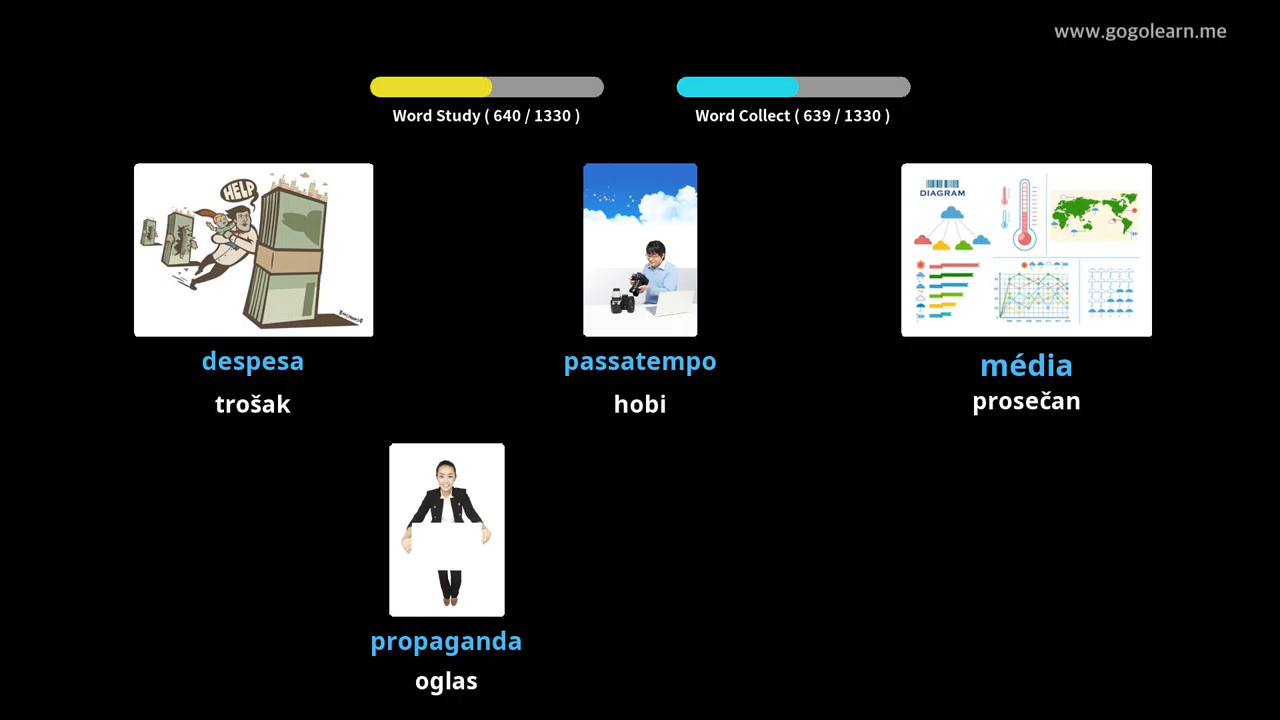 www.gogolearn.me
Word Study ( 640 / 1330 )
Word Collect ( 639 / 1330 )
HELP
DIAGRAM
despesa
passatempo
média
trošak
hobi
prosečan
propaganda
oglas